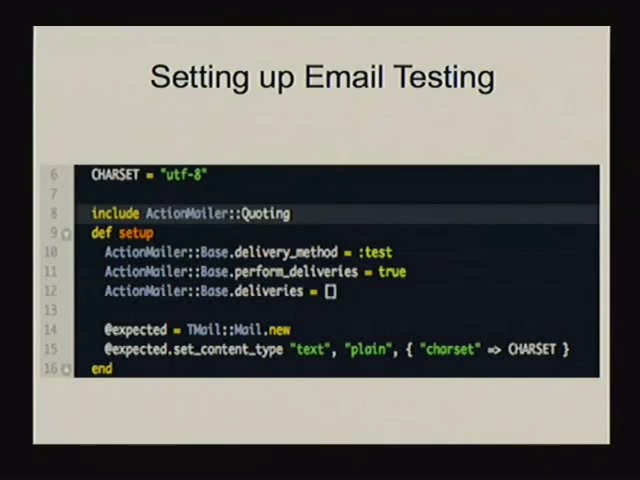 Setting up Email Testing
6 CHARSET = "utf-8"
7
8 include ActionMailer::Quoting
9 def setup
10 ActionMailer::Base.delivery_method = :test
11 ActionMailer::Base.perform_deliveries = true
12 ActionMailer::Base.deliveries = []
13
14 @expected = TMail::Mail.new
15 @expected.set_content_type "text", "plain", { "charset" => CHARSET }
16 end